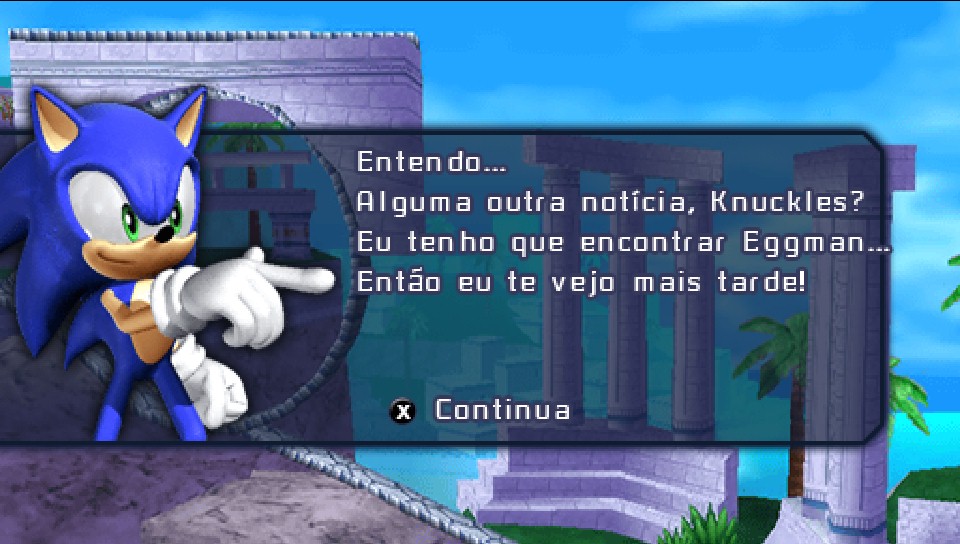 Entendo...
Alguma outra notícia, Knuckles?
Eu tenho que encontrar Eggman...
Então eu te vejo mais tarde!
X Continua